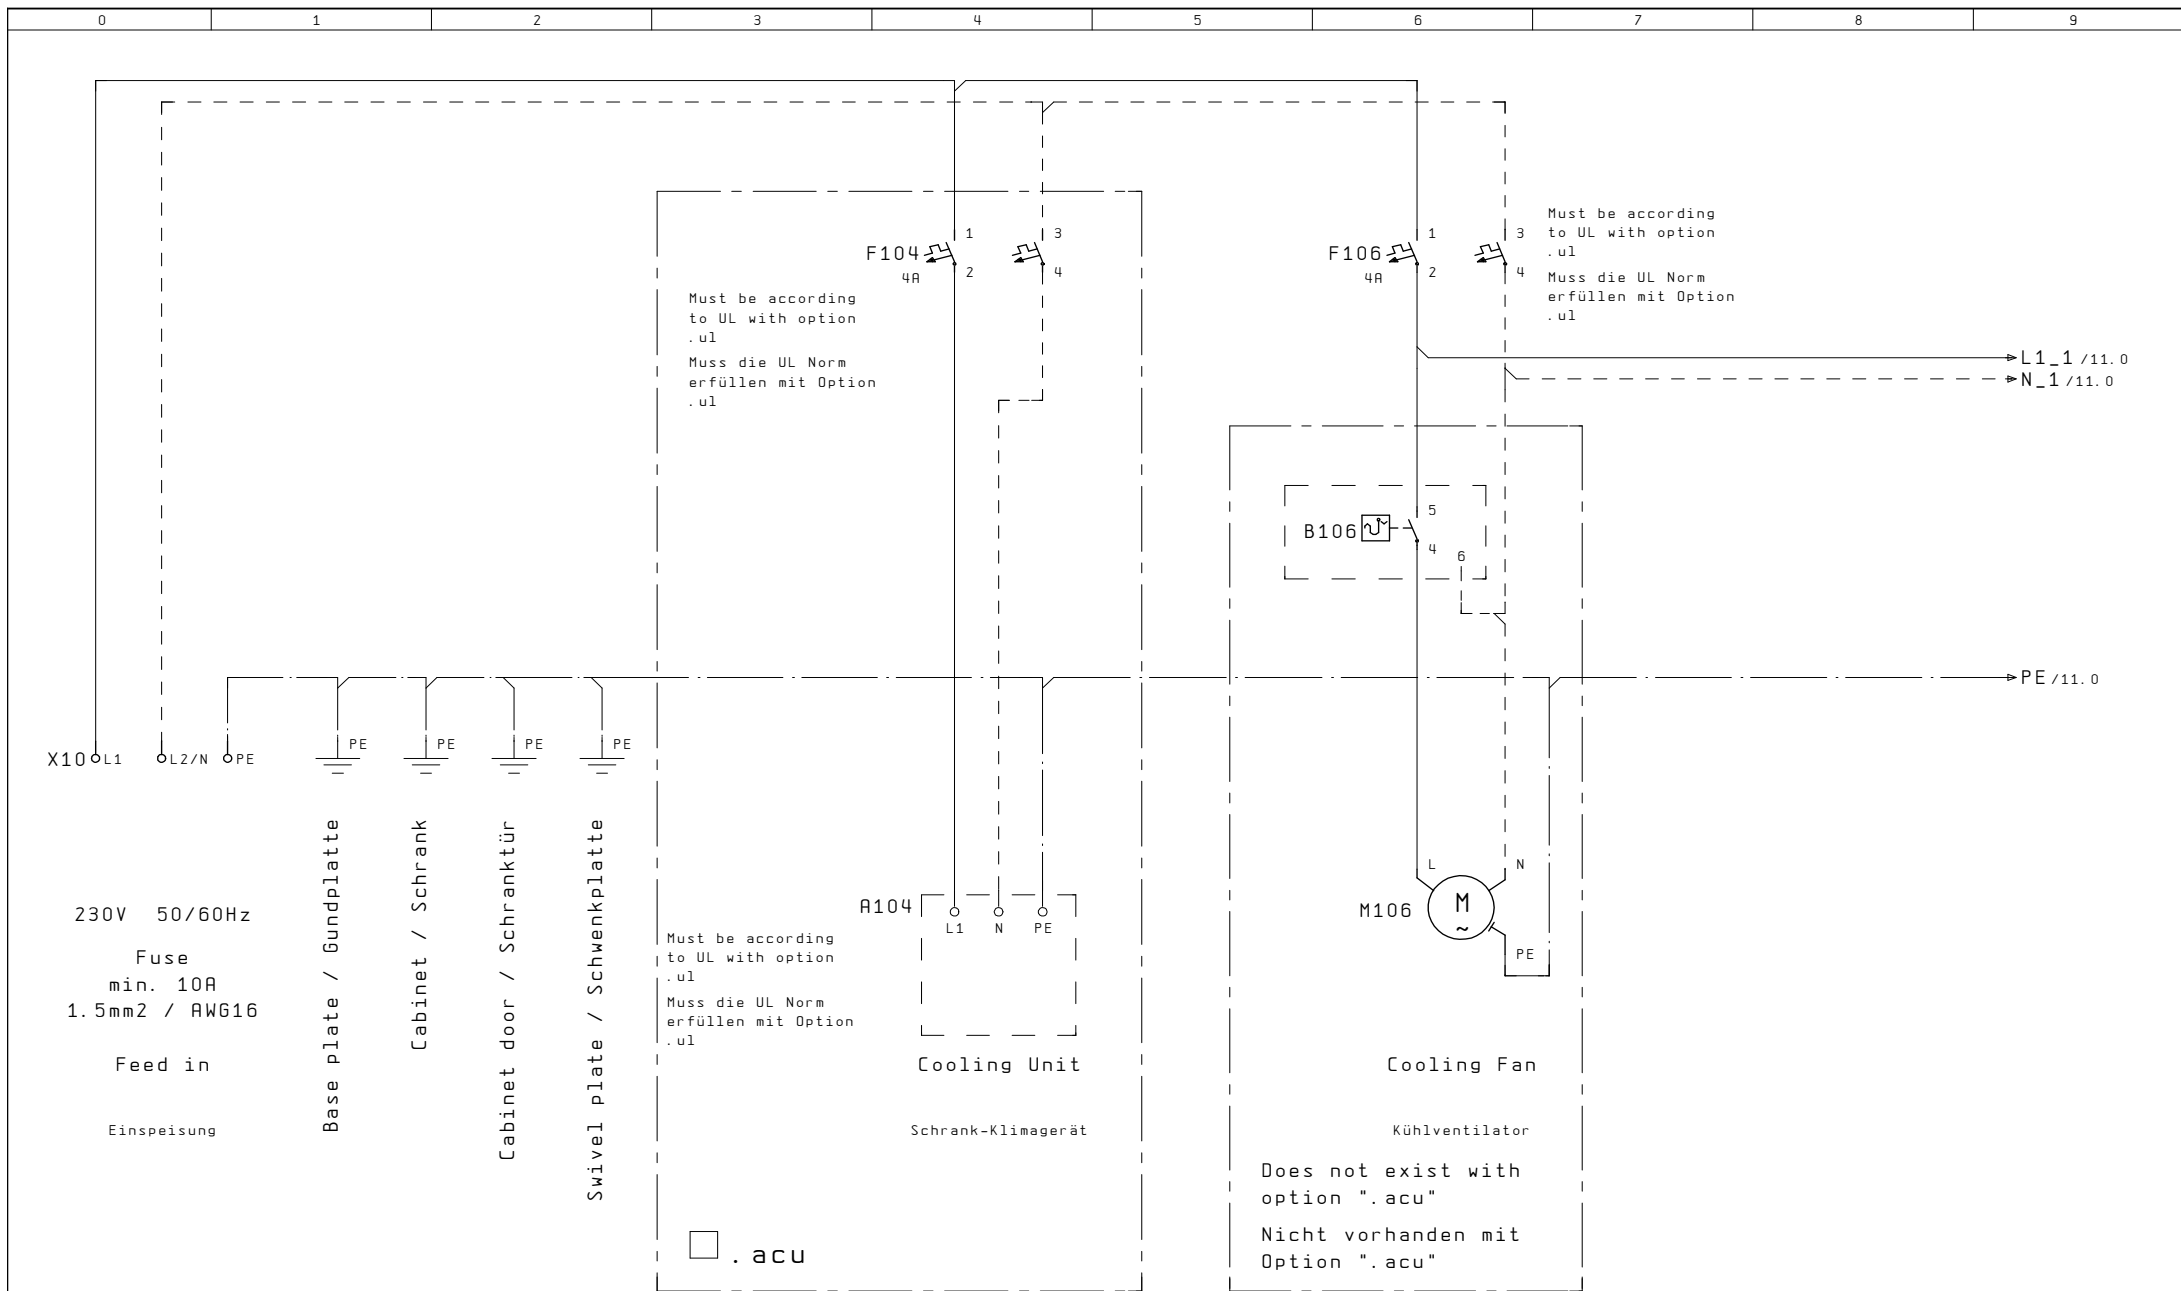 0 1 2 3 4 5 6 7 8 9
F104
4A
1
2
3
4
F106
4A
1
2
3
4
Must be according
to UL with option
.ul
Muss die UL Norm
erfüllen mit Option
.ul
Must be according
to UL with option
.ul
Muss die UL Norm
erfüllen mit Option
.ul
L1_1 /11.0
N_1 /11.0
B106
5
4
6
PE /11.0
X10 L1 L2/N PE
PE PE PE PE
Base plate / Gundplatte
Cabinet / Schrank
Cabinet door / Schranktür
Swivel plate / Schwenkplatte
230V 50/60Hz
Fuse
min. 10A
1.5mm2 / AWG16
Feed in
Einspeisung
A104
L1 N PE
Must be according
to UL with option
.ul
Muss die UL Norm
erfüllen mit Option
.ul
Cooling Unit
Schrank-Klimagerät
.acu
L N
M106
M
~
PE
Cooling Fan
Kühlventilator
Does not exist with
option ".acu"
Nicht vorhanden mit
Option ".acu"